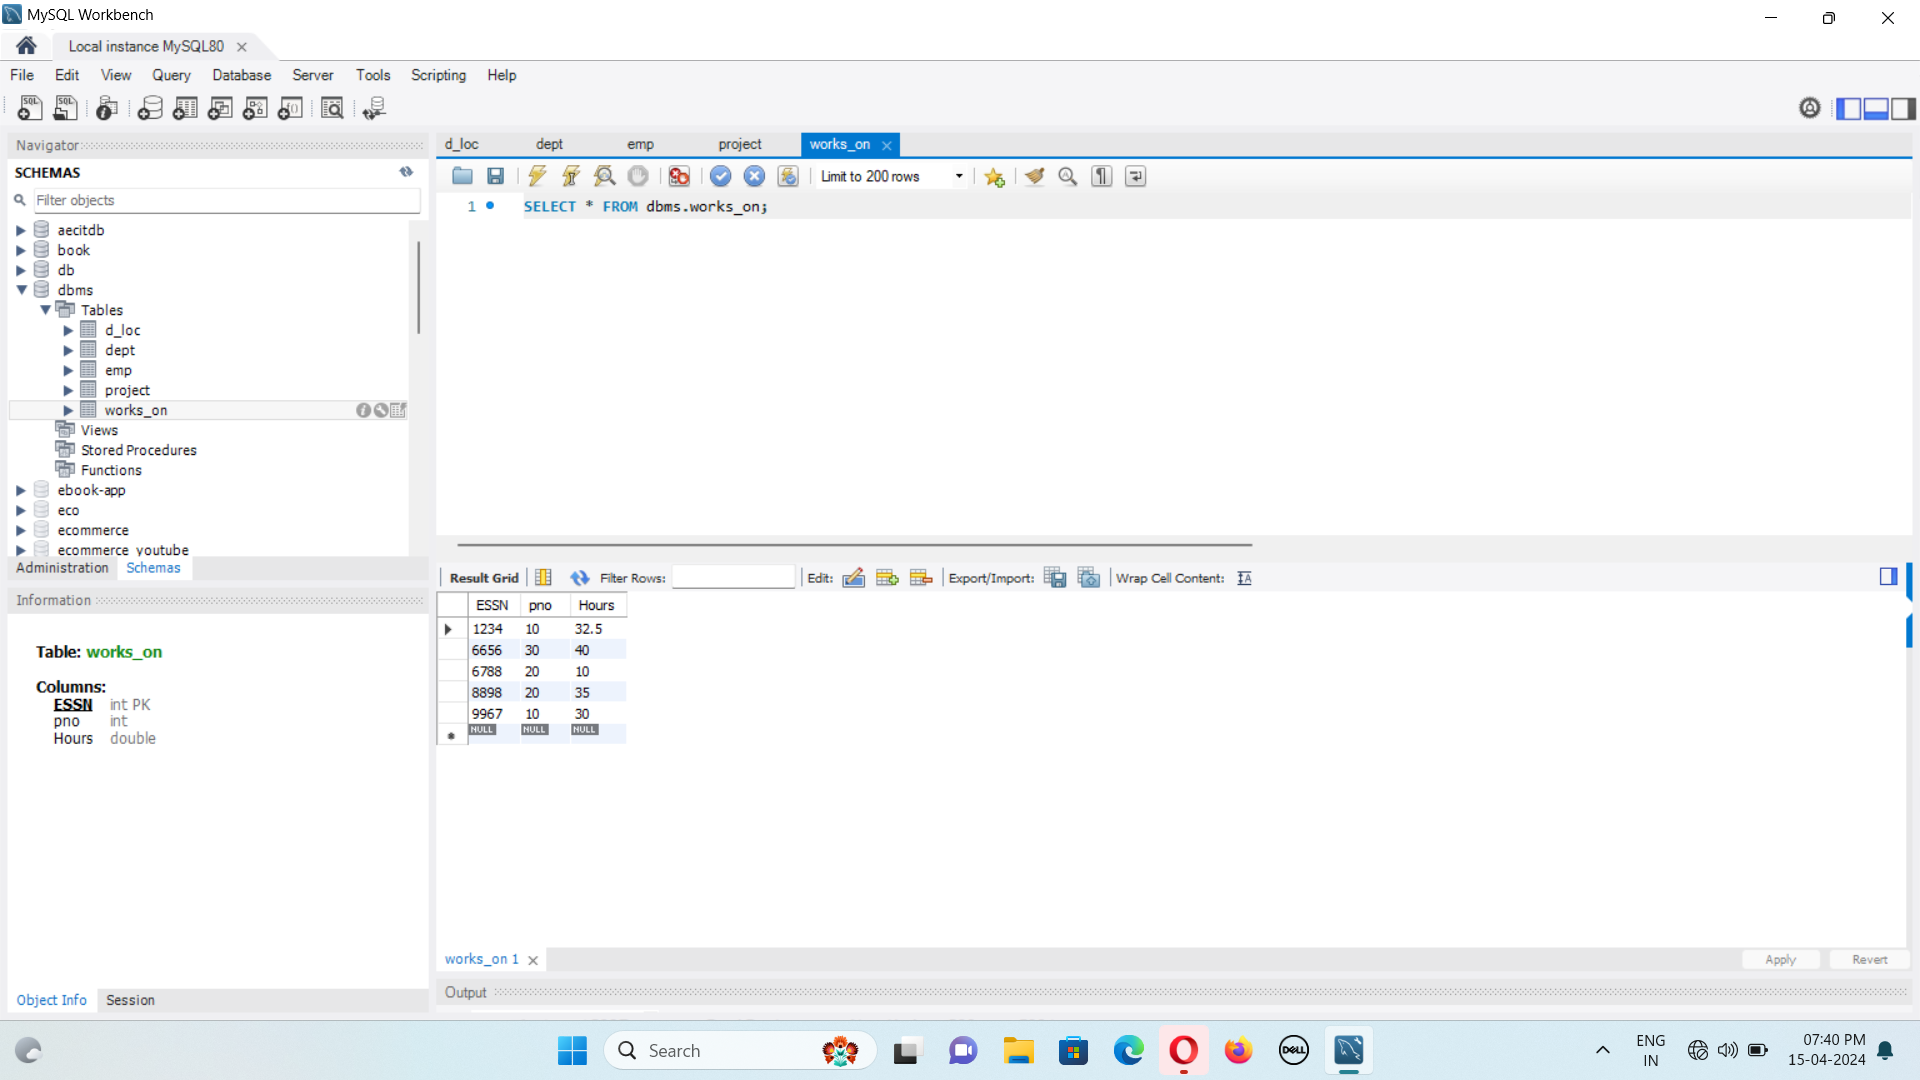 MySQL Workbench
Local instance MySQL80
File Edit View Query Database Server Tools Scripting Help
Navigator
SCHEMAS
Filter objects
aecitdb
book
db
dbms
Tables
d_loc
dept
emp
project
works_on
Views
Stored Procedures
Functions
ebook-app
eco
ecommerce
ecommerce_youtube
Administration Schemas
Information
Table: works_on
Columns:
ESSN int PK
pno int
Hours double
Object Info Session
d_loc dept emp project works_on
Limit to 200 rows
1 SELECT * FROM dbms.works_on;
Result Grid Filter Rows: Edit: Export/Import: Wrap Cell Content:
ESSN pno Hours
1234 10 32.5
6656 30 40
6788 20 10
8898 20 35
9967 10 30
NULL NULL NULL
works_on 1
Apply Revert
Output
Search
DELL
ENG
IN
07:40 PM
15-04-2024